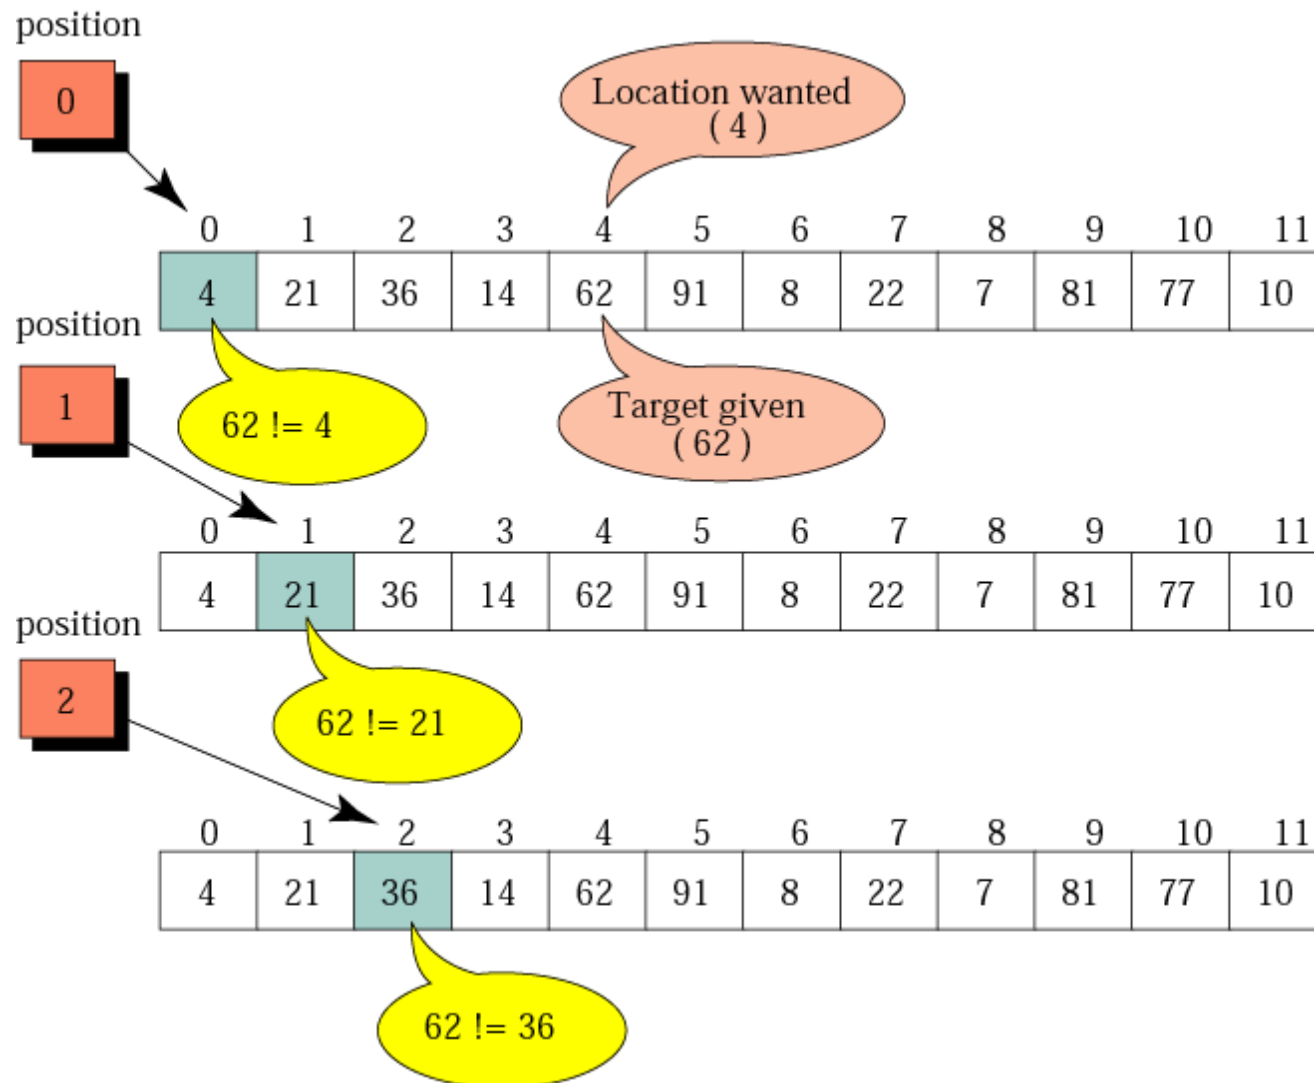 position
0
Location wanted
( 4 )
0 1 2 3 4 5 6 7 8 9 10 11
4 21 36 14 62 91 8 22 7 81 77 10
position
1
62 != 4
Target given
( 62 )
0 1 2 3 4 5 6 7 8 9 10 11
4 21 36 14 62 91 8 22 7 81 77 10
position
2
62 != 21
0 1 2 3 4 5 6 7 8 9 10 11
4 21 36 14 62 91 8 22 7 81 77 10
62 != 36